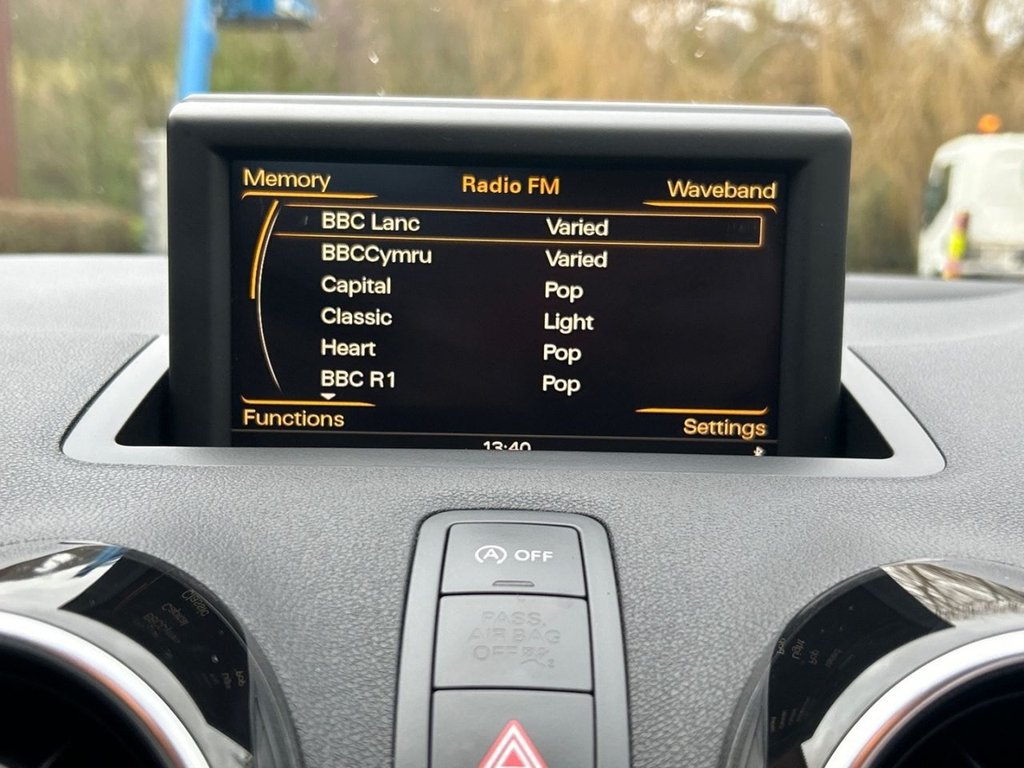 Memory Radio FM Waveband
BBC Lanc Varied
BBCCymru Varied
Capital Pop
Classic Light
Heart Pop
BBC R1 Pop
Functions Settings
13:40
A OFF
PASS.
AIR BAG
OFF